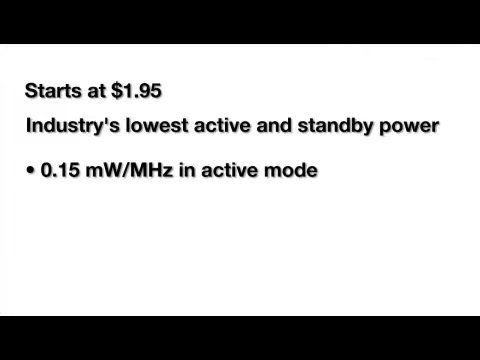 Starts at $1.95
Industry's lowest active and standby power
• 0.15 mW/MHz in active mode